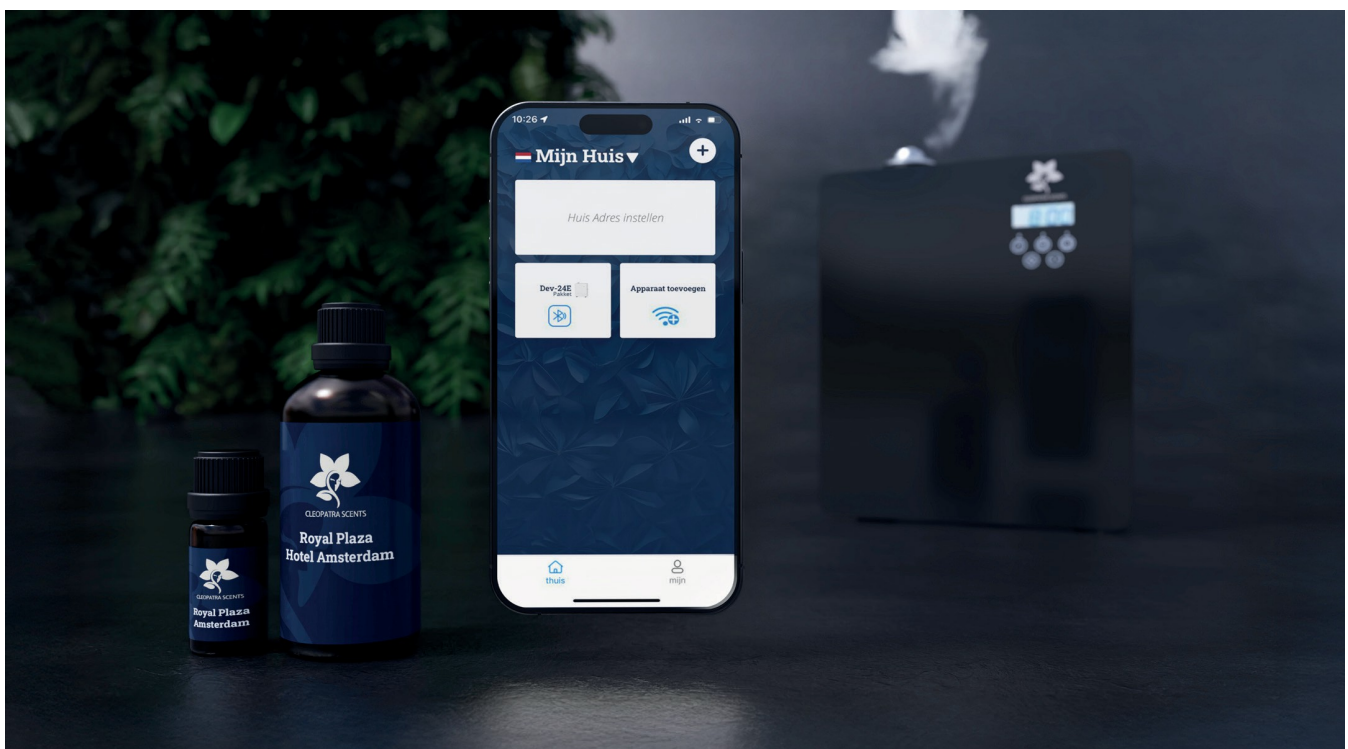 10:26
Mijn Huis
Huis Adres instellen
Dev-24E
Pakket
Apparaat toevoegen
thuis
mijn
CLEOPATRA SCENTS
Royal Plaza
Hotel Amsterdam
CLEOPATRA SCENTS
Royal Plaza
Amsterdam